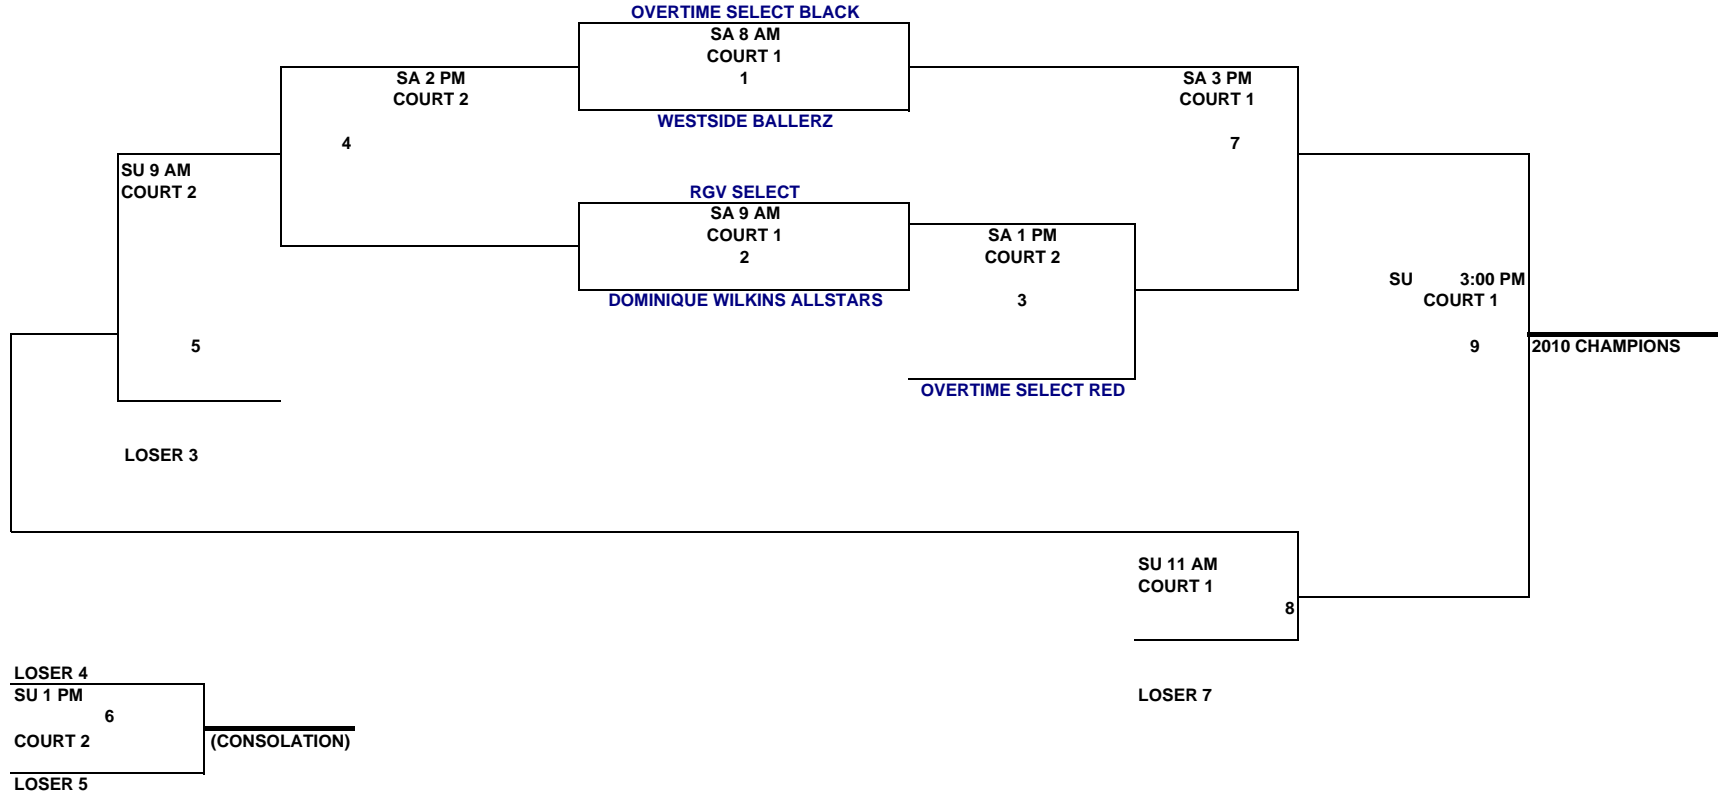 OVERTIME SELECT BLACK
SA 8 AM
COURT 1
1
WESTSIDE BALLERZ
SA 2 PM
COURT 2
4
SA 3 PM
COURT 1
7
SU 9 AM
COURT 2
5
LOSER 3
RGV SELECT
SA 9 AM
COURT 1
2
DOMINIQUE WILKINS ALLSTARS
SA 1 PM
COURT 2
3
OVERTIME SELECT RED
SU 3:00 PM
COURT 1
9
2010 CHAMPIONS
SU 11 AM
COURT 1
8
LOSER 7
LOSER 4
SU 1 PM
6
COURT 2
(CONSOLATION)
LOSER 5